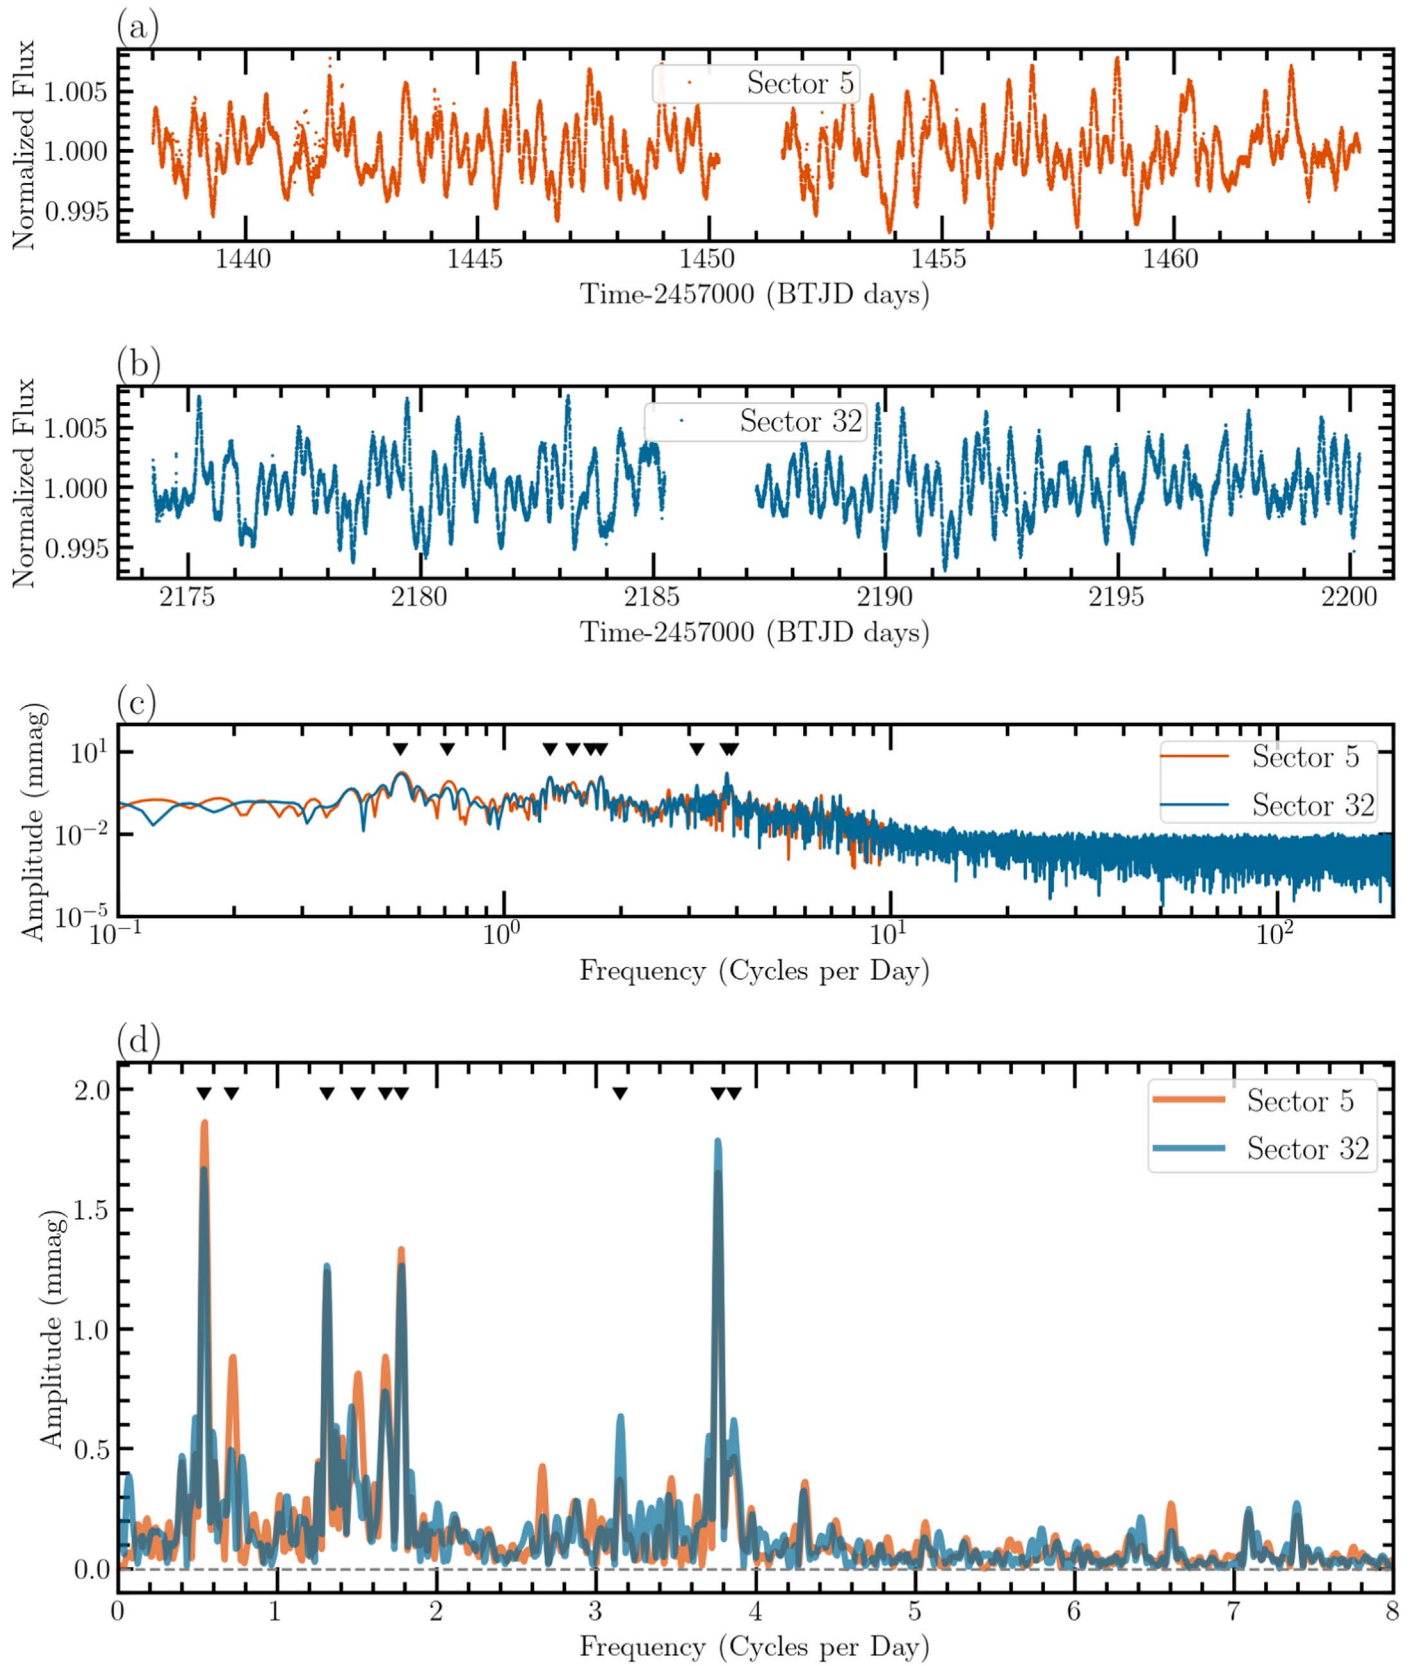 (a)
Normalized Flux
1.005
1.000
0.995
Sector 5
1440 1445 1450 1455 1460
Time-2457000 (BTJD days)
(b)
Normalized Flux
1.005
1.000
0.995
Sector 32
2175 2180 2185 2190 2195 2200
Time-2457000 (BTJD days)
(c)
Amplitude (mmag)
10^1
10^−2
10^−5
Sector 5
Sector 32
10^−1 10^0 10^1 10^2
Frequency (Cycles per Day)
(d)
Amplitude (mmag)
2.0
1.5
1.0
0.5
0.0
Sector 5
Sector 32
0 1 2 3 4 5 6 7 8
Frequency (Cycles per Day)